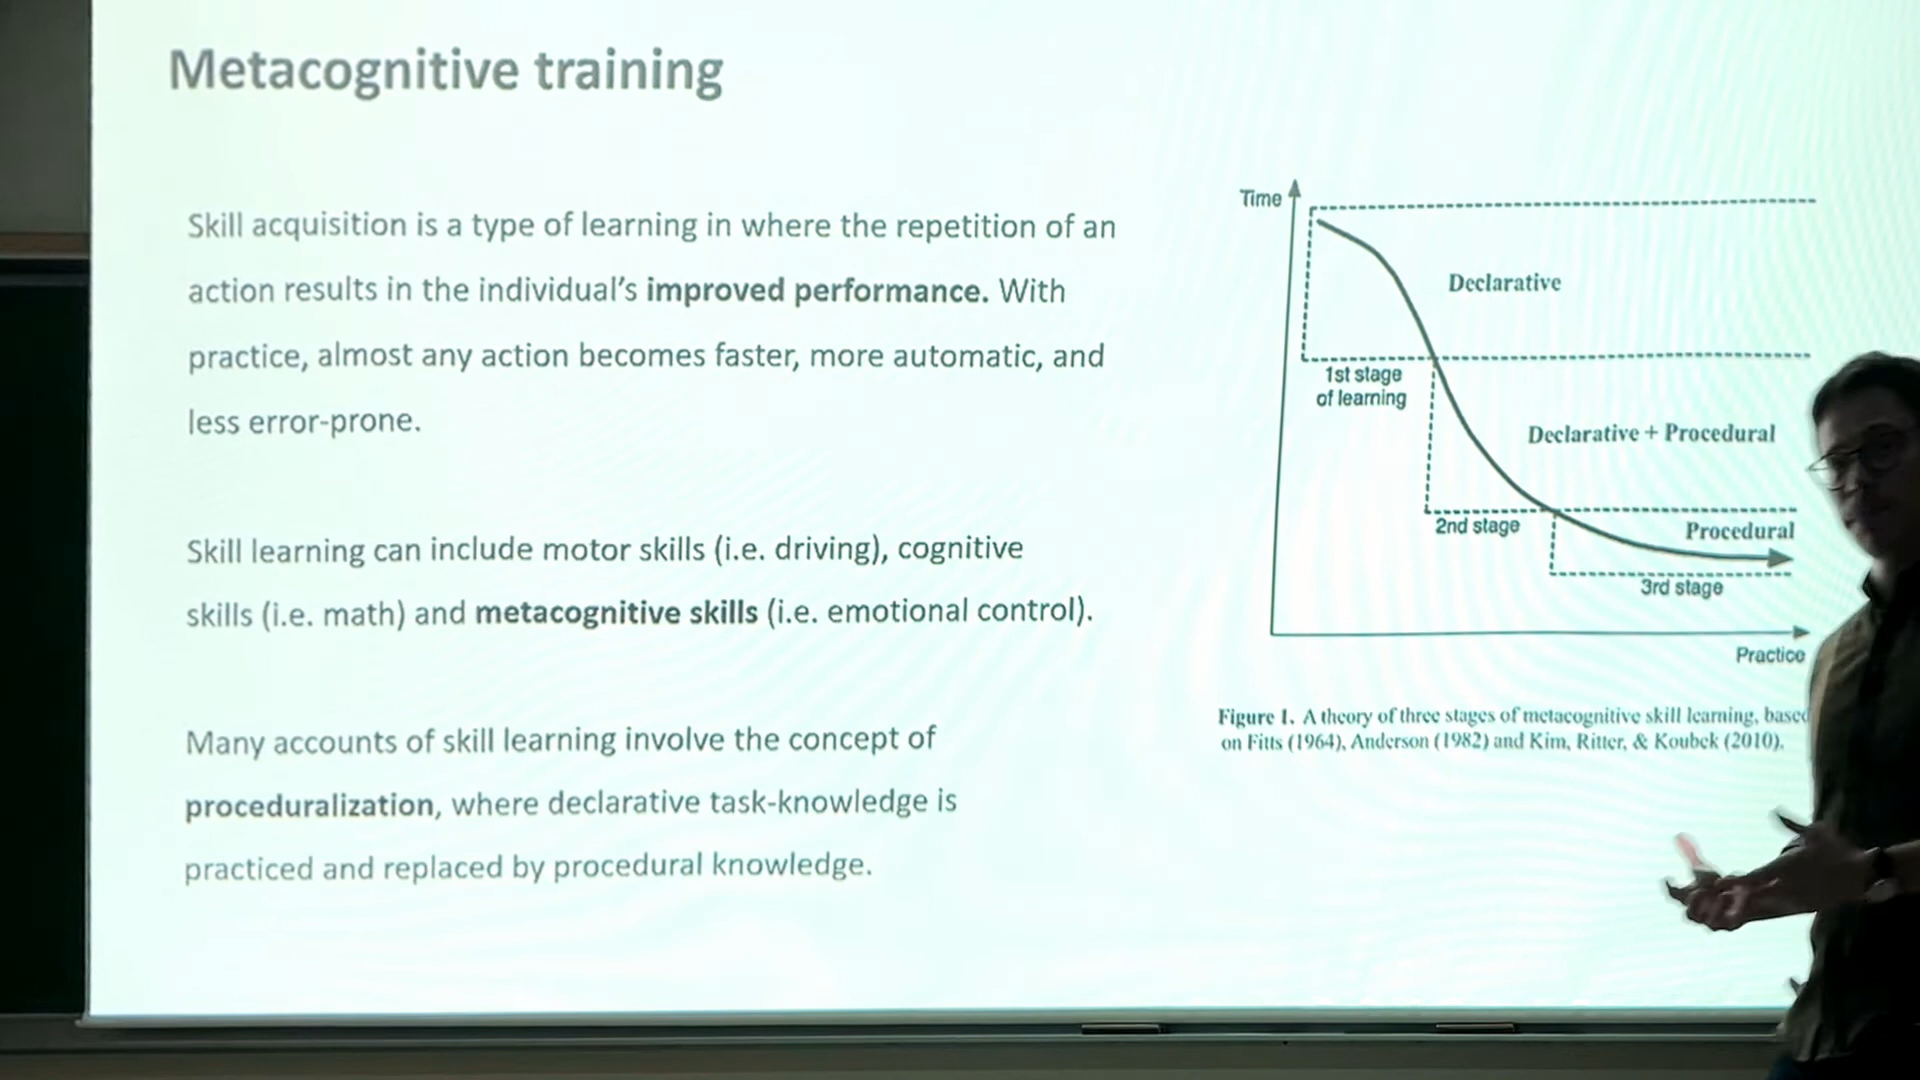 Metacognitive training
Skill acquisition is a type of learning in where the repetition of an
action results in the individual's improved performance. With
practice, almost any action becomes faster, more automatic, and
less error-prone.
Skill learning can include motor skills (i.e. driving), cognitive
skills (i.e. math) and metacognitive skills (i.e. emotional control).
Many accounts of skill learning involve the concept of
proceduralization, where declarative task-knowledge is
practiced and replaced by procedural knowledge.
Time
Declarative
1st stage
of learning
Declarative + Procedural
2nd stage
Procedural
3rd stage
Practice
Figure 1. A theory of three stages of metacognitive skill learning, based
on Fitts (1964), Anderson (1982) and Kim, Ritter, & Koubek (2010).